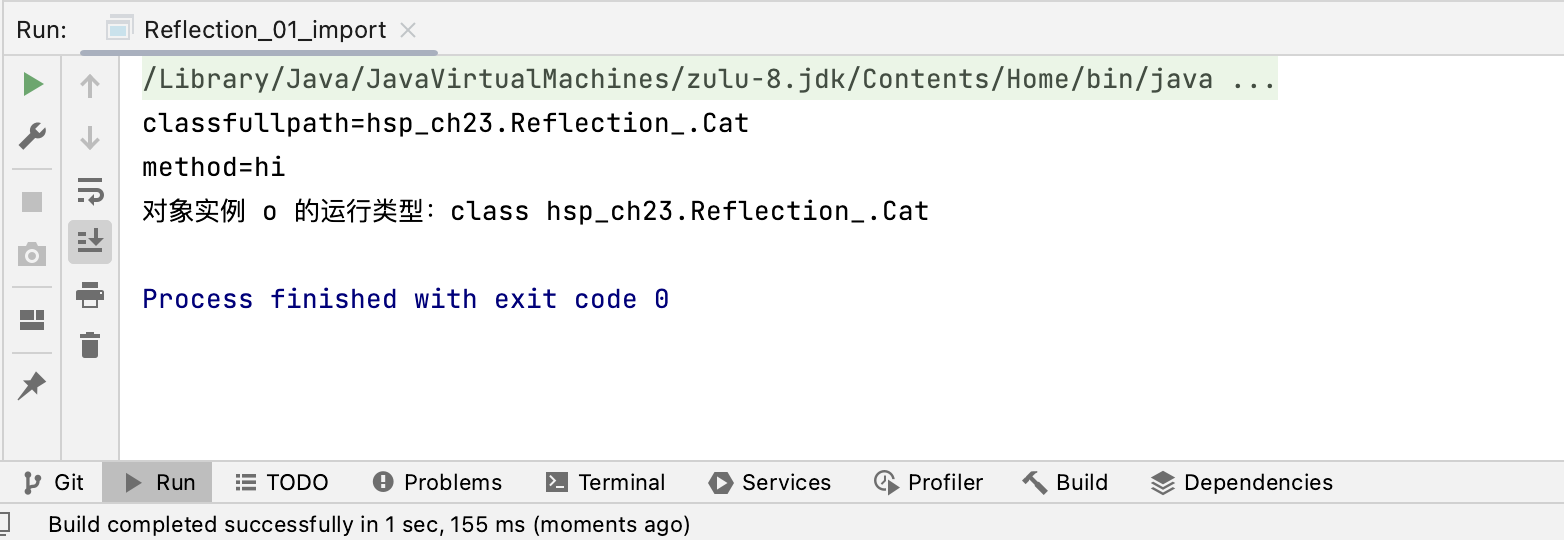 Run: Reflection_01_import
/Library/Java/JavaVirtualMachines/zulu-8.jdk/Contents/Home/bin/java ...
classfullpath=hsp_ch23.Reflection_.Cat
method=hi
对象实例 o 的运行类型：class hsp_ch23.Reflection_.Cat
Process finished with exit code 0
Git Run TODO Problems Terminal Services Profiler Build Dependencies
Build completed successfully in 1 sec, 155 ms (moments ago)